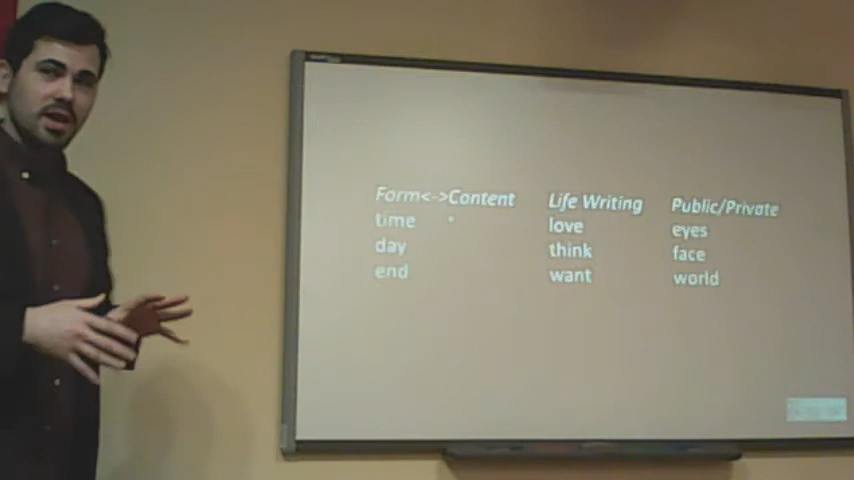 Form<->Content Life Writing Public/Private
time love eyes
day think face
end want world